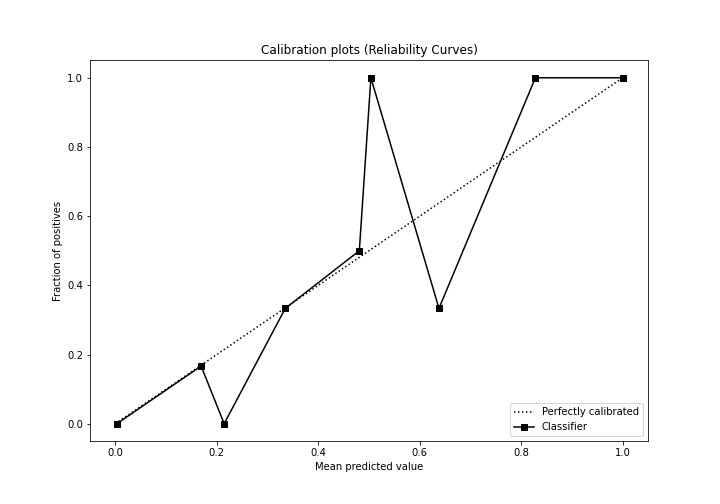 Calibration plots (Reliability Curves)
1.0
0.8
0.6
0.4
0.2
0.0
Fraction of positives
0.0 0.2 0.4 0.6 0.8 1.0
Mean predicted value
Perfectly calibrated
Classifier